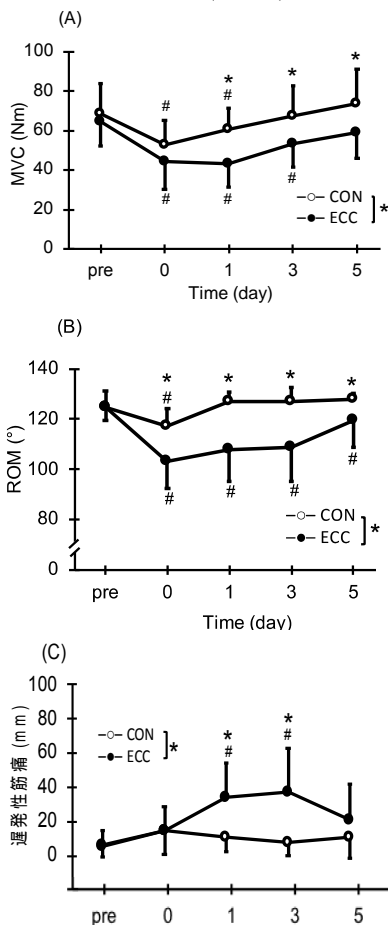 (A)
100
80
60
40
20
0
MVC (Nm)
# * # * *
# # #
CON
ECC
*
pre 0 1 3 5
Time (day)
(B)
140
120
100
80
0
ROM (°)
* # * * *
# # # #
CON
ECC
*
pre 0 1 3 5
Time (day)
(C)
100
80
60
40
20
0
遅発性筋痛 (mm)
CON
ECC
*
* # * #
pre 0 1 3 5